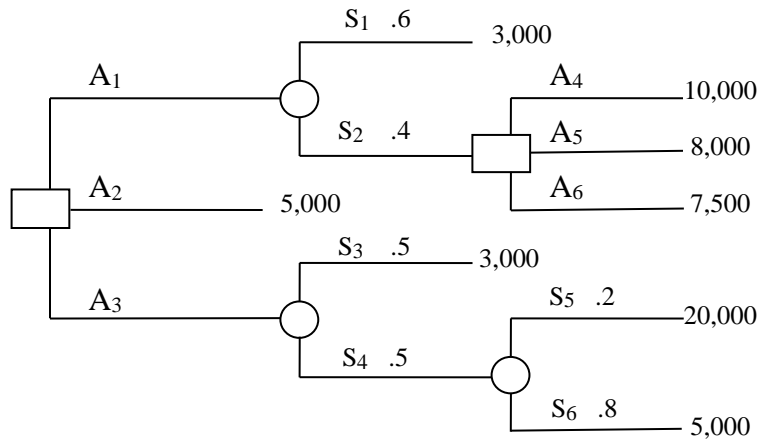 S1 .6 3,000
A1 A4 10,000
S2 .4 A5 8,000
A2 5,000 A6 7,500
S3 .5 3,000
A3 S5 .2 20,000
S4 .5
S6 .8 5,000